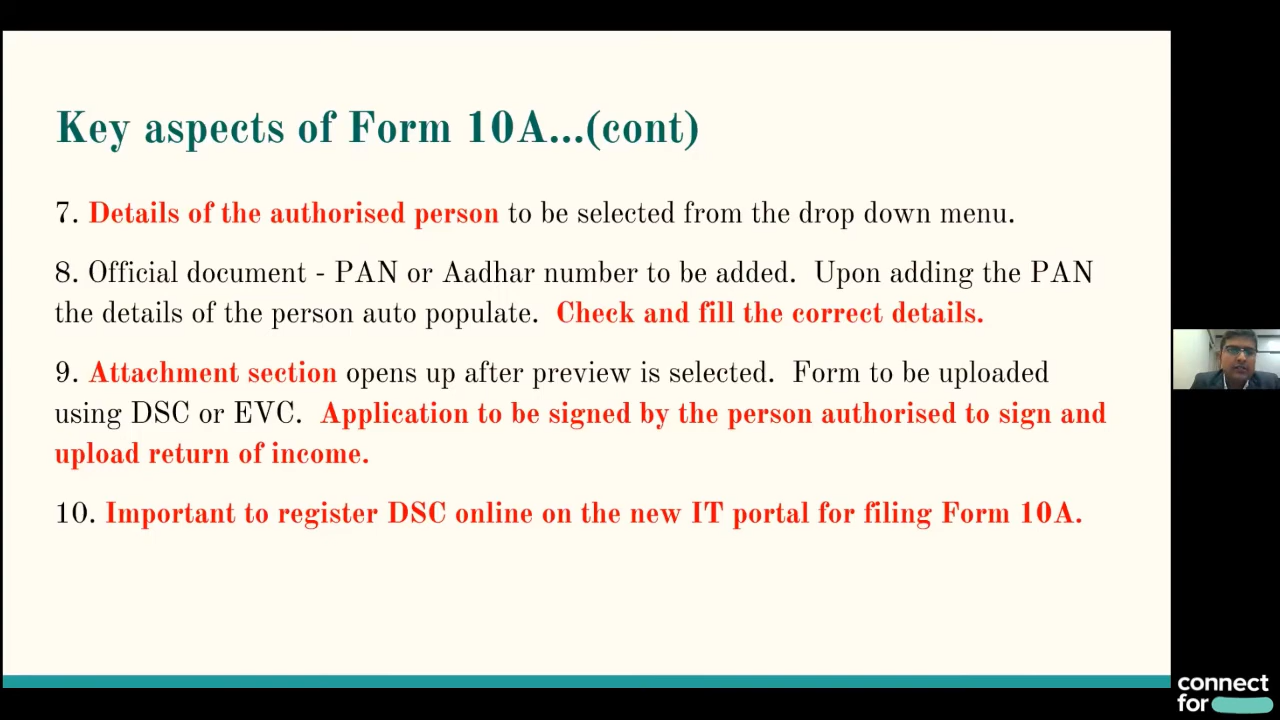 Key aspects of Form 10A...(cont)
7. Details of the authorised person to be selected from the drop down menu.
8. Official document - PAN or Aadhar number to be added. Upon adding the PAN
the details of the person auto populate. Check and fill the correct details.
9. Attachment section opens up after preview is selected. Form to be uploaded
using DSC or EVC. Application to be signed by the person authorised to sign and
upload return of income.
10. Important to register DSC online on the new IT portal for filing Form 10A.
connect
for